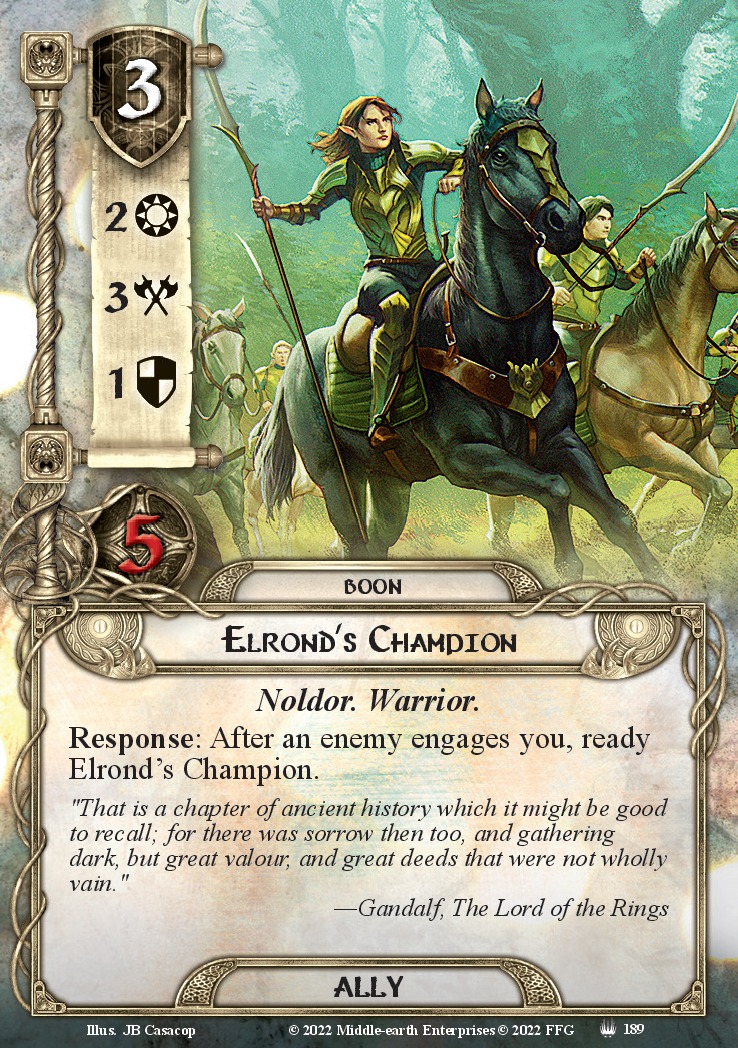 3
2
3
1
5
BOON
ELROND'S CHAMPION
Noldor. Warrior.
Response: After an enemy engages you, ready
Elrond's Champion.
"That is a chapter of ancient history which it might be good
to recall; for there was sorrow then too, and gathering
dark, but great valour, and great deeds that were not wholly
vain."
—Gandalf, The Lord of the Rings
ALLY
Illus. JB Casacop © 2022 Middle-earth Enterprises © 2022 FFG 189